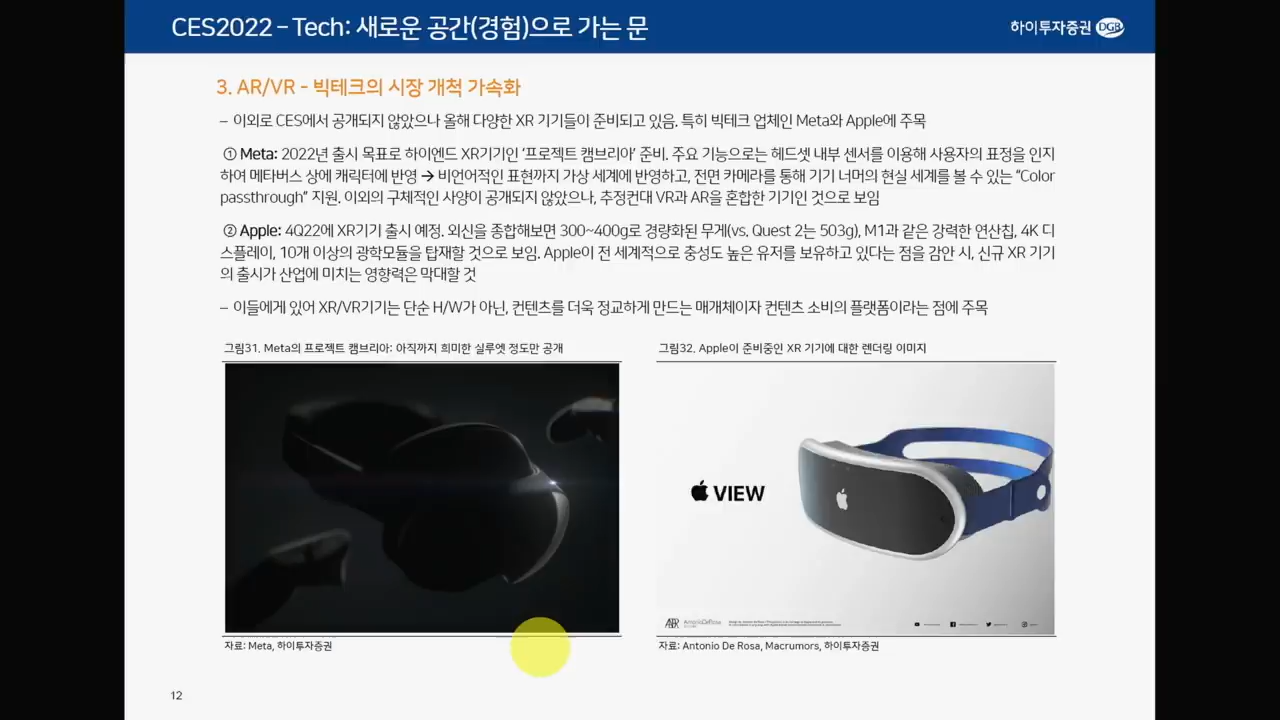 CES2022 – Tech: 새로운 공간(경험)으로 가는 문
하이투자증권 DGB
3. AR/VR – 빅테크의 시장 개척 가속화
– 이외로 CES에서 공개되지 않았으나 올해 다양한 XR 기기들이 준비되고 있음. 특히 빅테크 업체인 Meta와 Apple에 주목
① Meta: 2022년 출시 목표로 하이엔드 XR기기인 '프로젝트 캠브리아' 준비. 주요 기능으로는 헤드셋 내부 센서를 이용해 사용자의 표정을 인지
하여 메타버스 상에 캐릭터에 반영 → 비언어적인 표현까지 가상 세계에 반영하고, 전면 카메라를 통해 기기 너머의 현실 세계를 볼 수 있는 “Color
passthrough” 지원. 이외의 구체적인 사양이 공개되지 않았으나, 추정컨대 VR과 AR을 혼합한 기기인 것으로 보임
② Apple: 4Q22에 XR기기 출시 예정. 외신을 종합해보면 300~400g로 경량화된 무게(vs. Quest 2는 503g), M1과 같은 강력한 연산칩, 4K 디
스플레이, 10개 이상의 광학모듈을 탑재할 것으로 보임. Apple이 전 세계적으로 충성도 높은 유저를 보유하고 있다는 점을 감안 시, 신규 XR 기기
의 출시가 산업에 미치는 영향력은 막대할 것
– 이들에게 있어 XR/VR기기는 단순 H/W가 아닌, 컨텐츠를 더욱 정교하게 만드는 매개체이자 컨텐츠 소비의 플랫폼이라는 점에 주목
그림31. Meta의 프로젝트 캠브리아: 아직까지 희미한 실루엣 정도만 공개
그림32. Apple이 준비중인 XR 기기에 대한 렌더링 이미지
VIEW
AntonioDeRosa
자료: Meta, 하이투자증권
자료: Antonio De Rosa, Macrumors, 하이투자증권
12